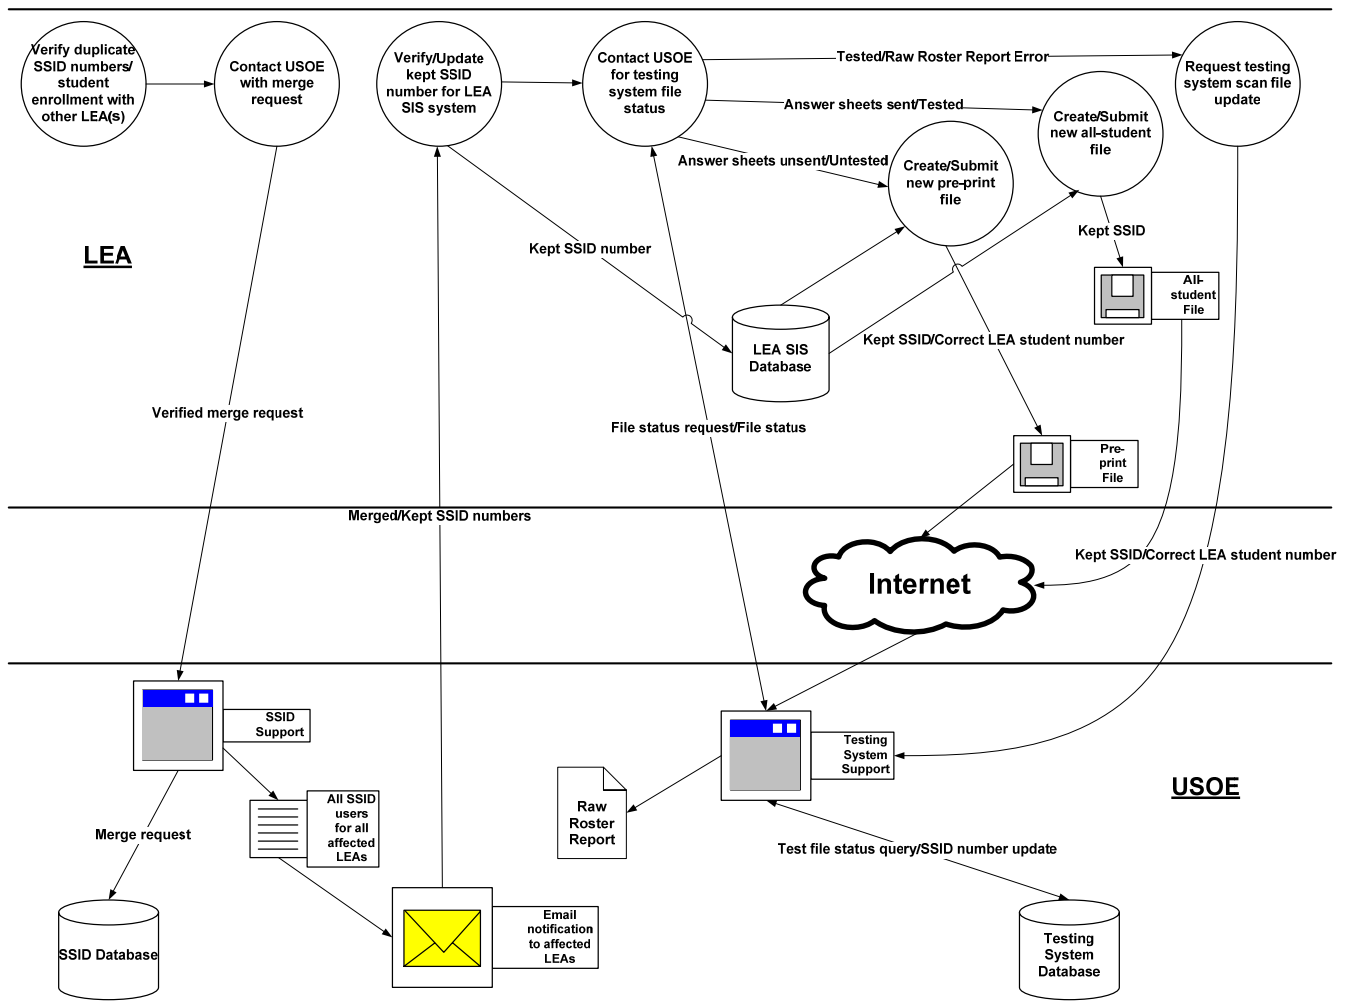 Verify duplicate
SSID numbers/
student
enrollment with
other LEA(s)
Contact USOE
with merge
request
Verify/Update
kept SSID
number for LEA
SIS system
Contact USOE
for testing
system file
status
Tested/Raw Roster Report Error
Request testing
system scan file
update
Answer sheets sent/Tested
Create/Submit
new all-student
file
Answer sheets unsent/Untested
Create/Submit
new pre-print
file
LEA
Kept SSID number
Kept SSID
All-
student
File
LEA SIS
Database
Kept SSID/Correct LEA student number
Verified merge request
File status request/File status
Pre-
print
File
Merged/Kept SSID numbers
Internet
Kept SSID/Correct LEA student number
SSID
Support
Testing
System
Support
USOE
All SSID
users
for all
affected
LEAs
Raw
Roster
Report
Merge request
Test file status query/SSID number update
Email
notification
to affected
LEAs
SSID Database
Testing
System
Database